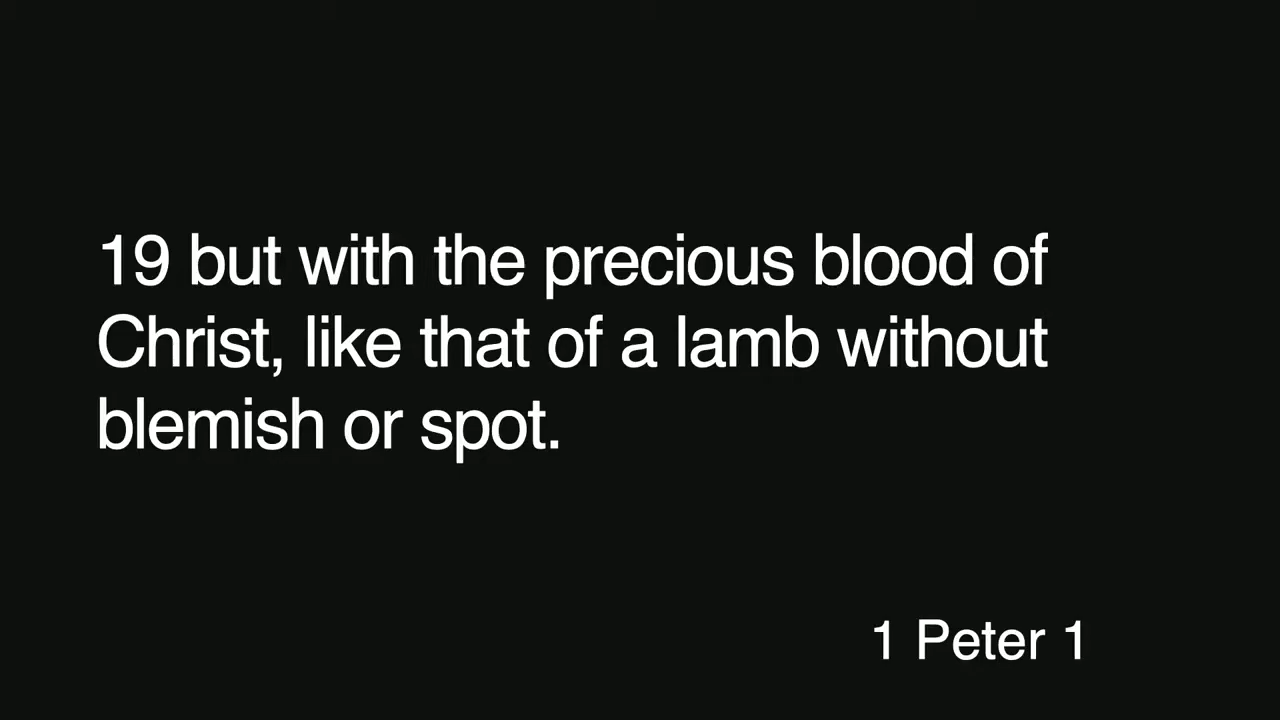 19 but with the precious blood of
Christ, like that of a lamb without
blemish or spot.
1 Peter 1